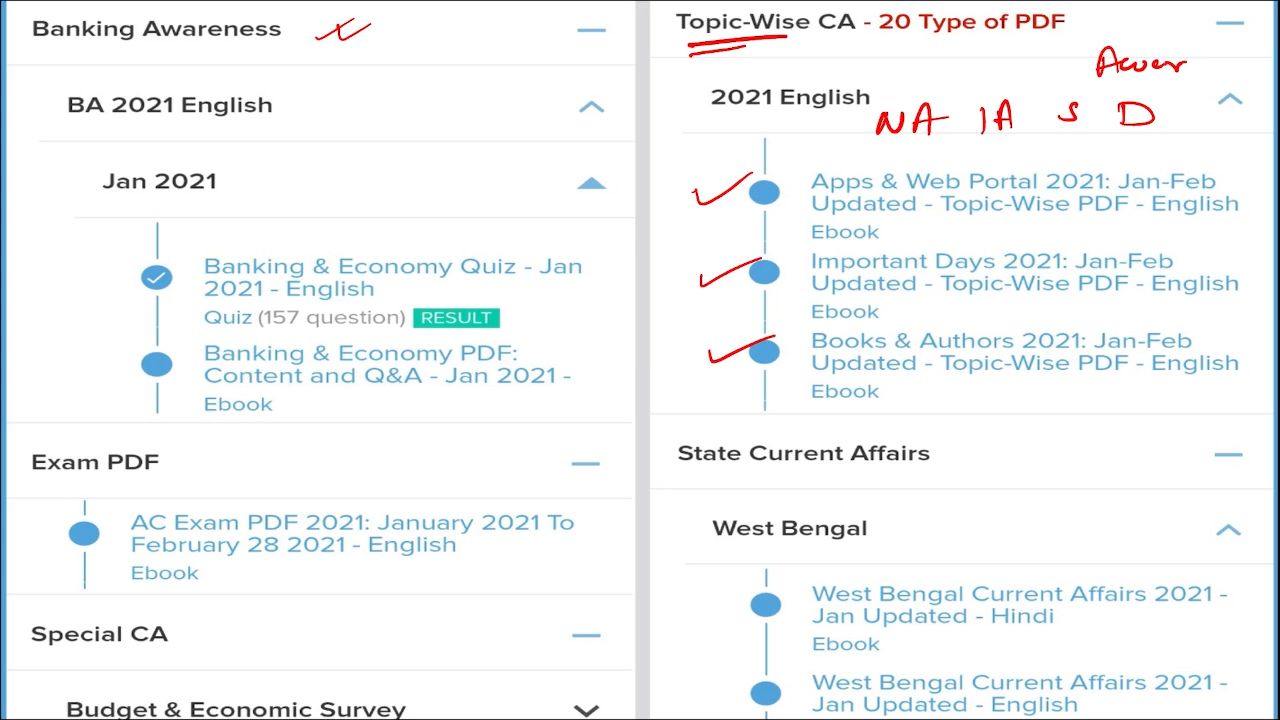 Banking Awareness
BA 2021 English
Jan 2021
Banking & Economy Quiz - Jan
2021 - English
Quiz (157 question) RESULT
Banking & Economy PDF:
Content and Q&A - Jan 2021 -
Ebook
Exam PDF
AC Exam PDF 2021: January 2021 To
February 28 2021 - English
Ebook
Special CA
Budget & Economic Survey
Topic-Wise CA - 20 Type of PDF
2021 English
NA IA S D
Apps & Web Portal 2021: Jan-Feb
Updated - Topic-Wise PDF - English
Ebook
Important Days 2021: Jan-Feb
Updated - Topic-Wise PDF - English
Ebook
Books & Authors 2021: Jan-Feb
Updated - Topic-Wise PDF - English
Ebook
State Current Affairs
West Bengal
West Bengal Current Affairs 2021 -
Jan Updated - Hindi
Ebook
West Bengal Current Affairs 2021 -
Jan Updated - English